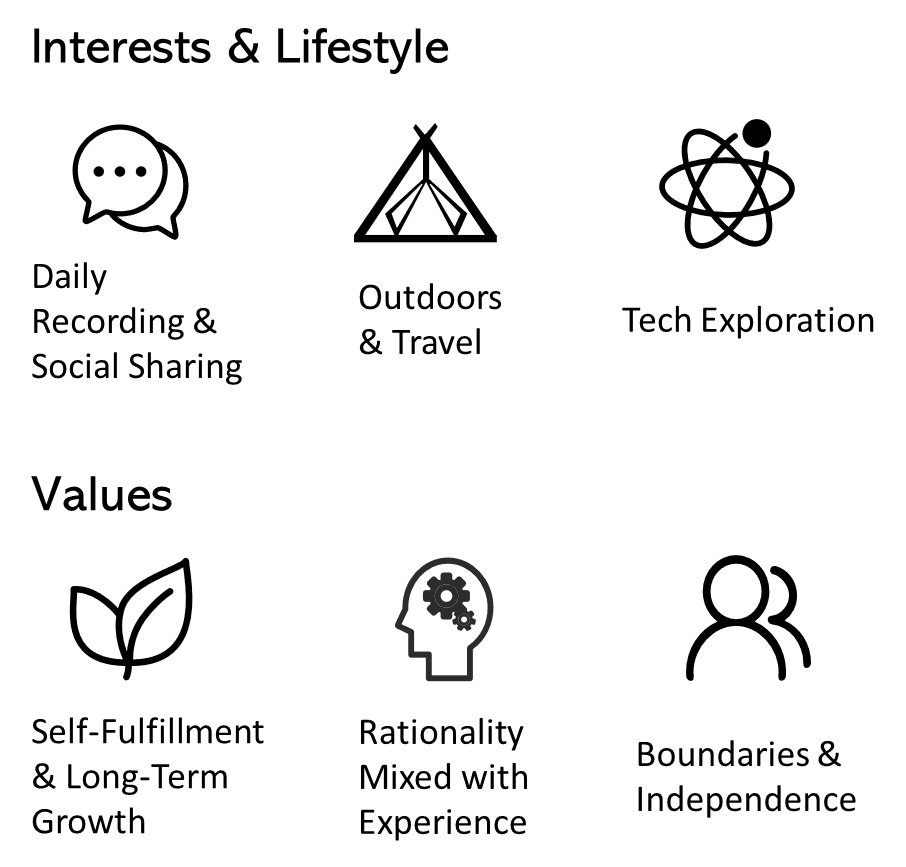 Interests & Lifestyle
Daily
Recording &
Social Sharing
Outdoors
& Travel
Tech Exploration
Values
Self-Fulfillment
& Long-Term
Growth
Rationality
Mixed with
Experience
Boundaries &
Independence